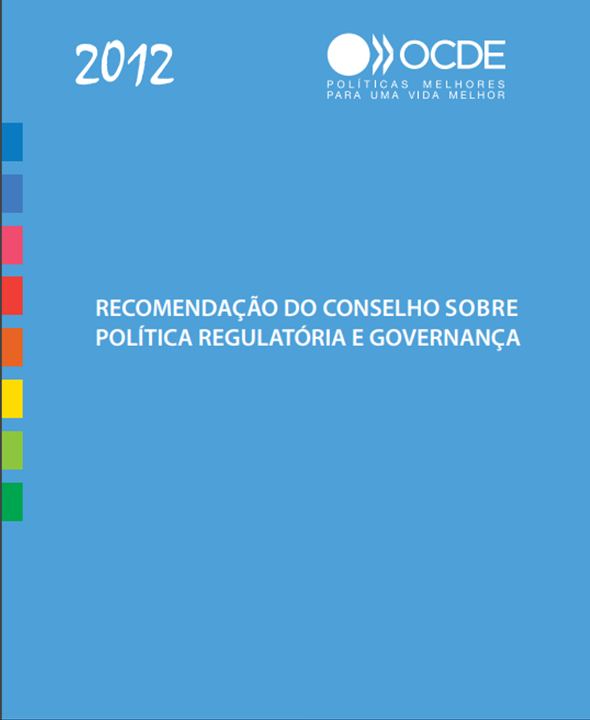 2012
OCDE
POLÍTICAS MELHORES
PARA UMA VIDA MELHOR
RECOMENDAÇÃO DO CONSELHO SOBRE
POLÍTICA REGULATÓRIA E GOVERNANÇA